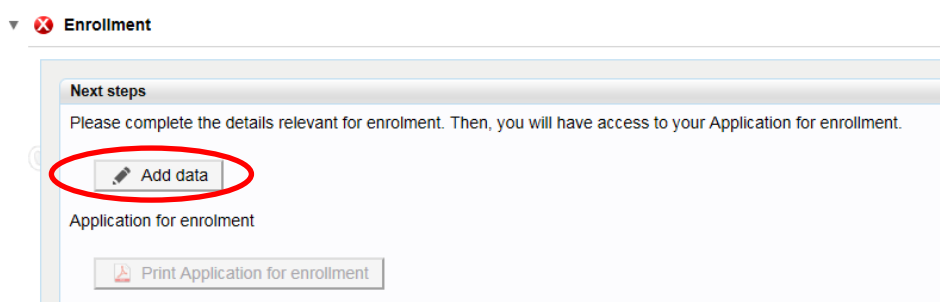 Enrollment
Next steps
Please complete the details relevant for enrolment. Then, you will have access to your Application for enrollment.
Add data
Application for enrolment
Print Application for enrollment